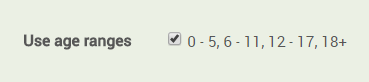 Use age ranges 0 - 5, 6 - 11, 12 - 17, 18+